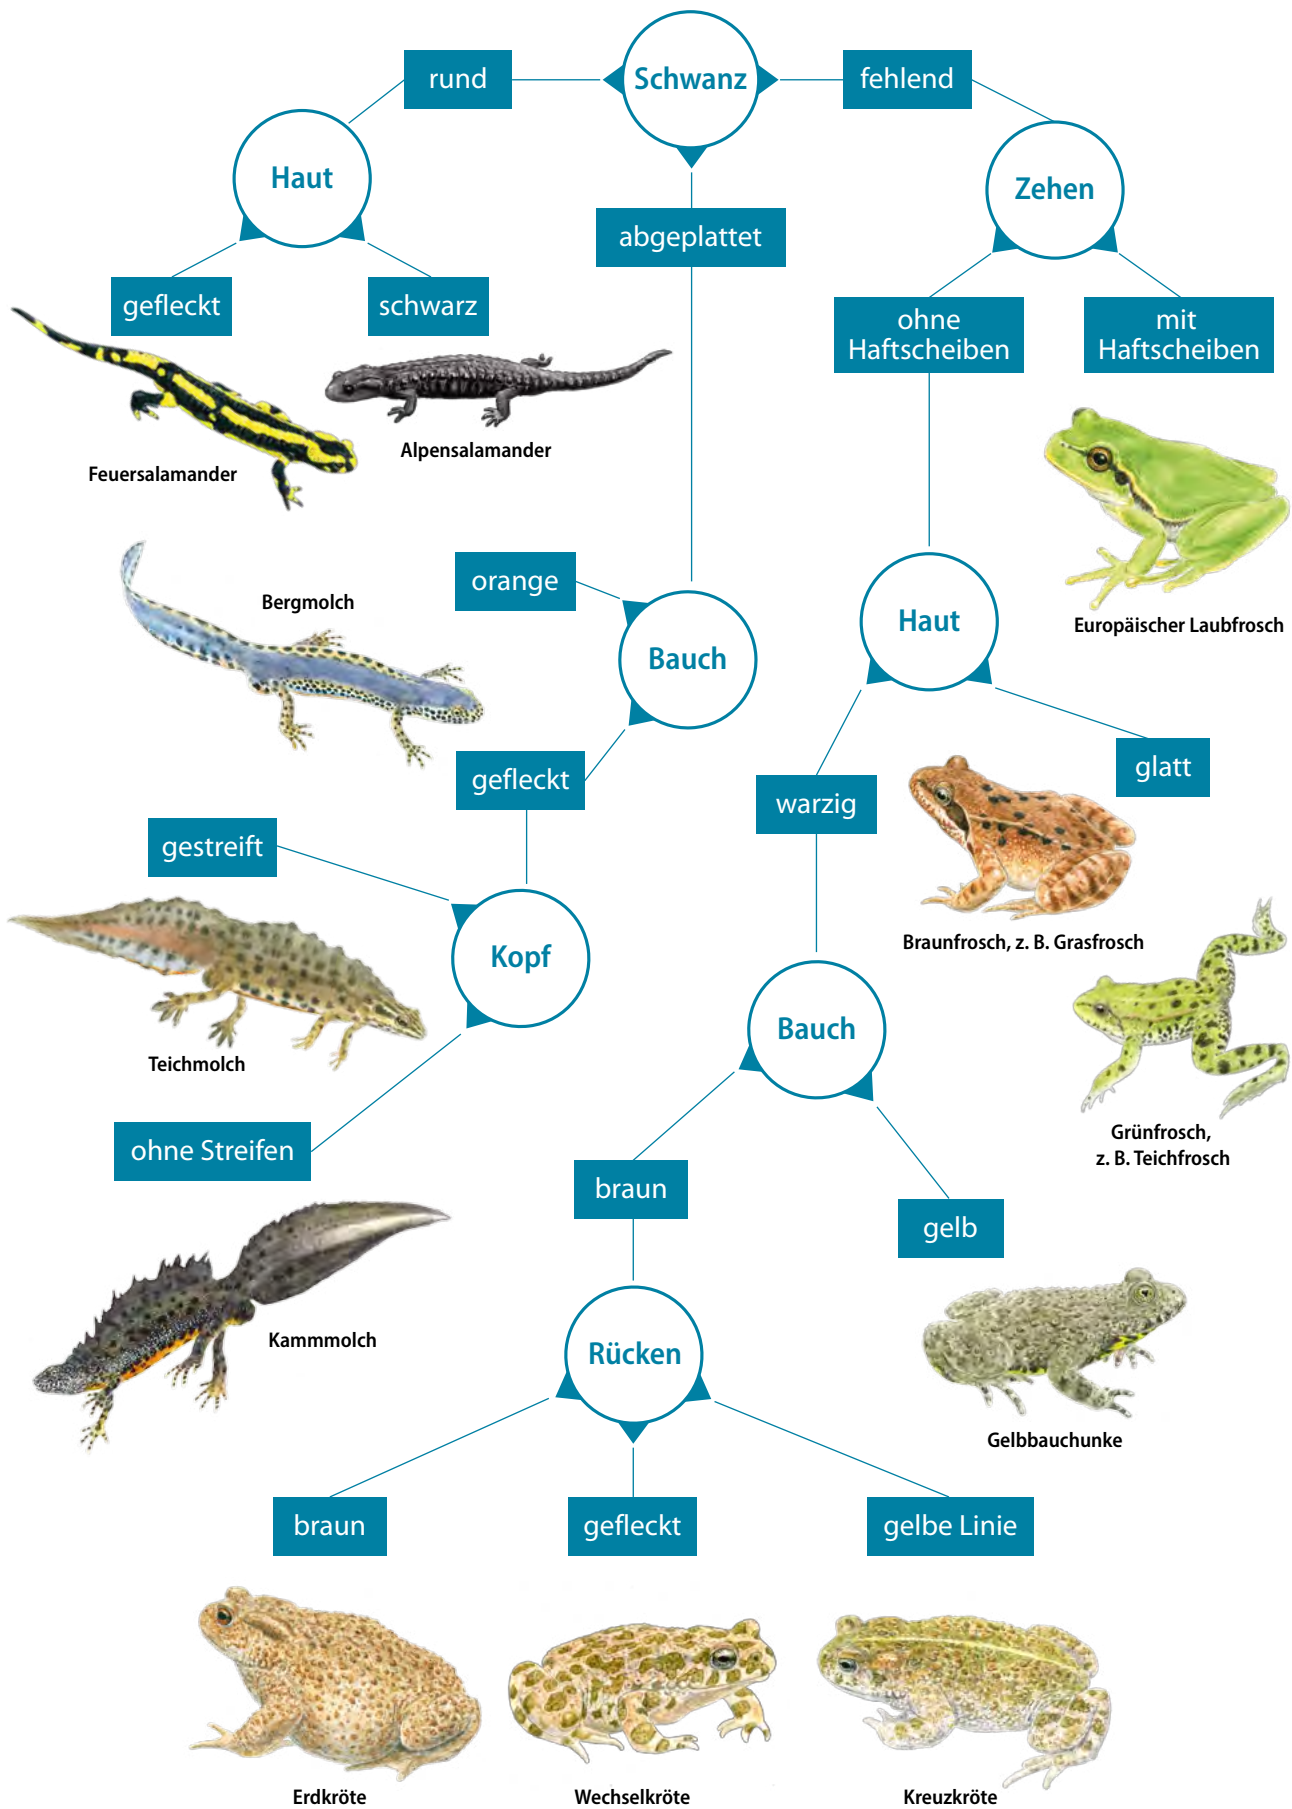 rund
Schwanz
fehlend
Haut
Zehen
abgeplattet
gefleckt
schwarz
ohne
Haftscheiben
mit
Haftscheiben
Alpensalamander
Feuersalamander
orange
Bergmolch
Haut
Europäischer Laubfrosch
Bauch
gefleckt
glatt
warzig
gestreift
Braunfrosch, z. B. Grasfrosch
Kopf
Bauch
Teichmolch
Grünfrosch,
z. B. Teichfrosch
ohne Streifen
braun
gelb
Kammmolch
Rücken
Gelbbauchunke
braun
gefleckt
gelbe Linie
Erdkröte
Wechselkröte
Kreuzkröte